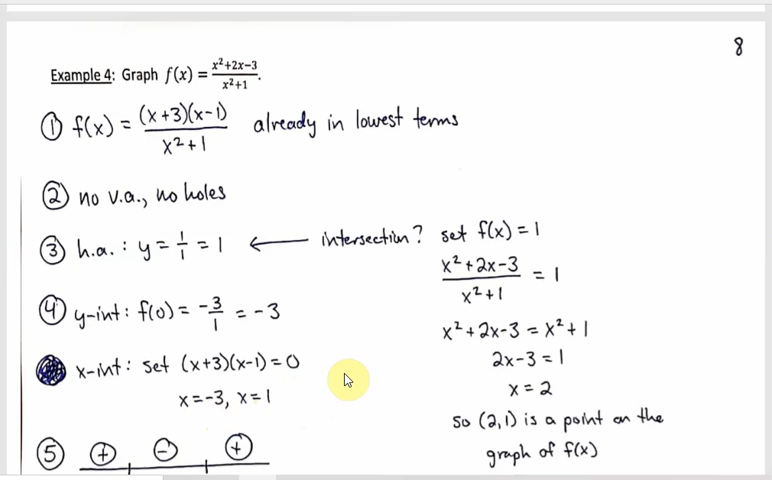 8
Example 4: Graph f(x) = x²+2x−3 / x²+1.
① f(x) = (x+3)(x−1) / x²+1 already in lowest terms
② no v.a., no holes
③ h.a.: y = 1/1 = 1 ← intersection? set f(x) = 1
x²+2x−3 / x²+1 = 1
x²+2x−3 = x²+1
2x−3 = 1
x = 2
so (2,1) is a point on the
graph of f(x)
④ y-int: f(0) = −3/1 = −3
x-int: set (x+3)(x−1) = 0
x=−3, x=1
⑤ + − +